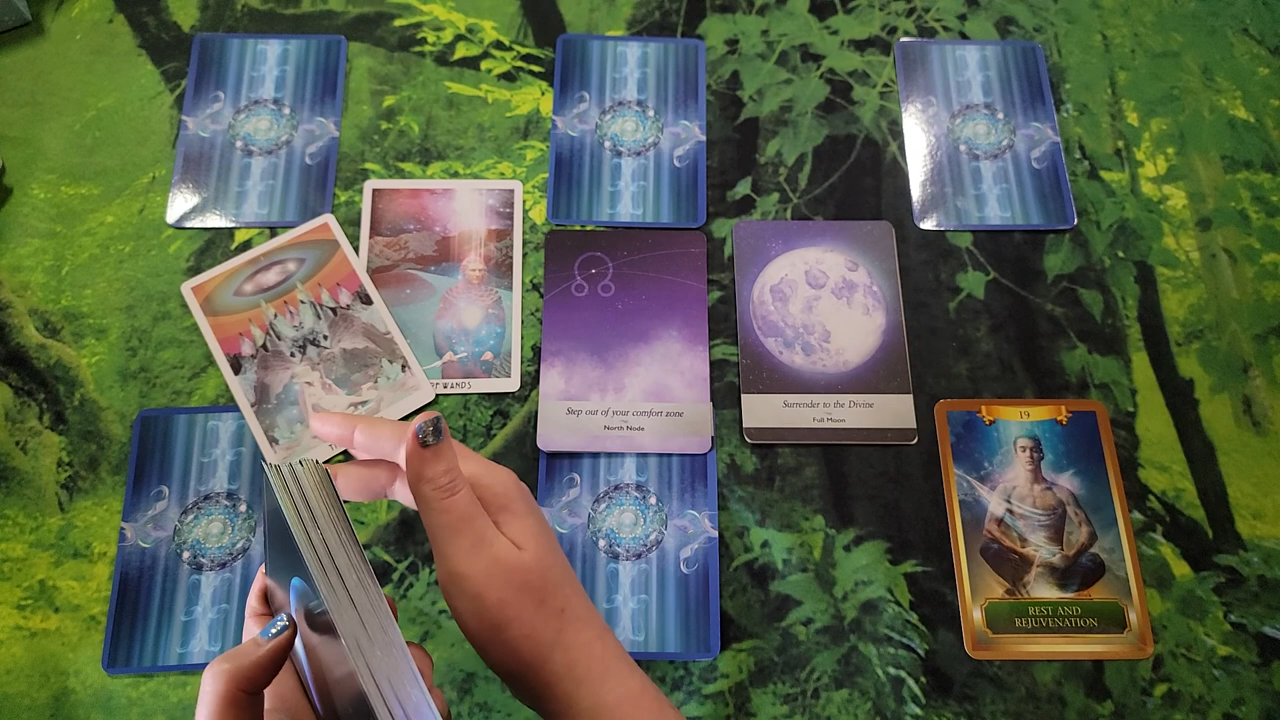 OF WANDS
Step out of your comfort zone
North Node
Surrender to the Divine
Full Moon
19
REST AND
REJUVENATION